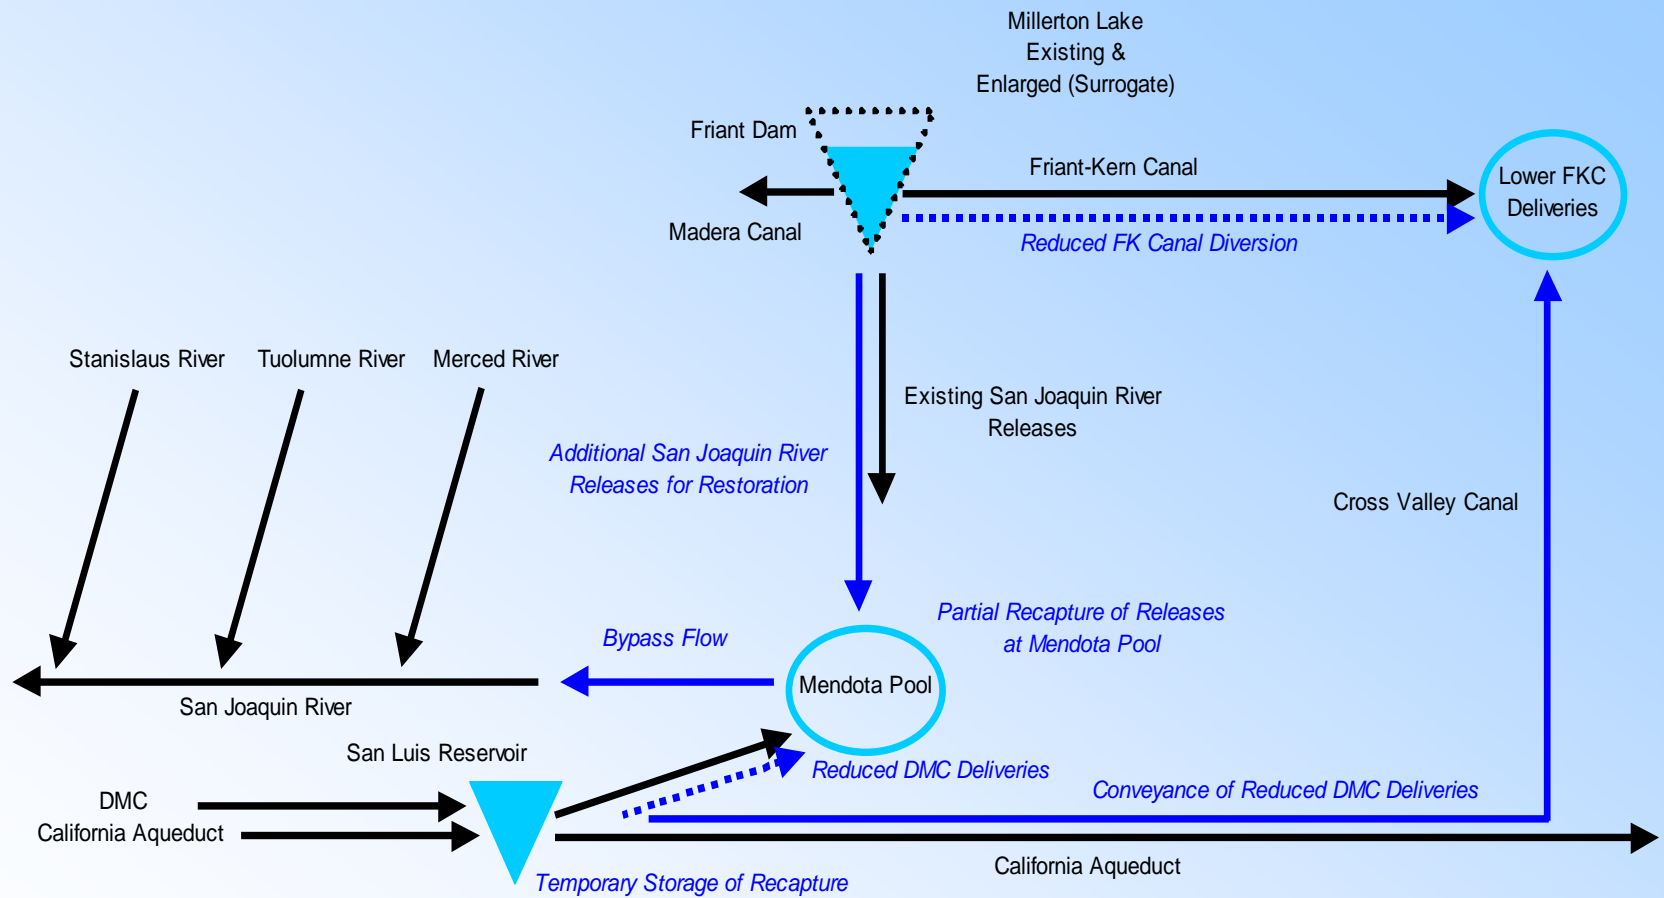 Millerton Lake
Existing &
Enlarged (Surrogate)
Friant Dam
Friant-Kern Canal
Lower FKC
Deliveries
Madera Canal
Reduced FK Canal Diversion
Stanislaus River
Tuolumne River
Merced River
Existing San Joaquin River
Releases
Additional San Joaquin River
Releases for Restoration
Cross Valley Canal
Partial Recapture of Releases
at Mendota Pool
Bypass Flow
Mendota Pool
San Joaquin River
San Luis Reservoir
Reduced DMC Deliveries
Conveyance of Reduced DMC Deliveries
DMC
California Aqueduct
California Aqueduct
Temporary Storage of Recapture